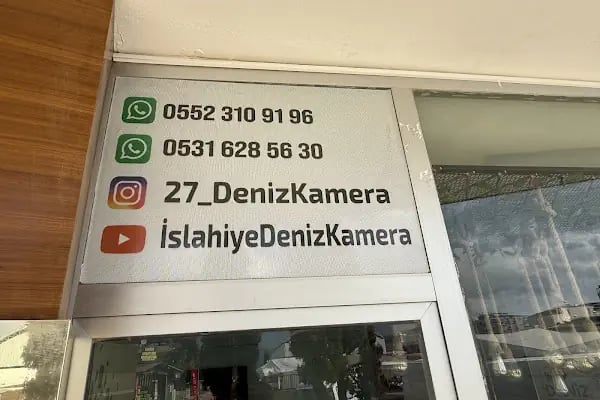 0552 310 91 96
0531 628 56 30
27_DenizKamera
İslahiyeDenizKamera